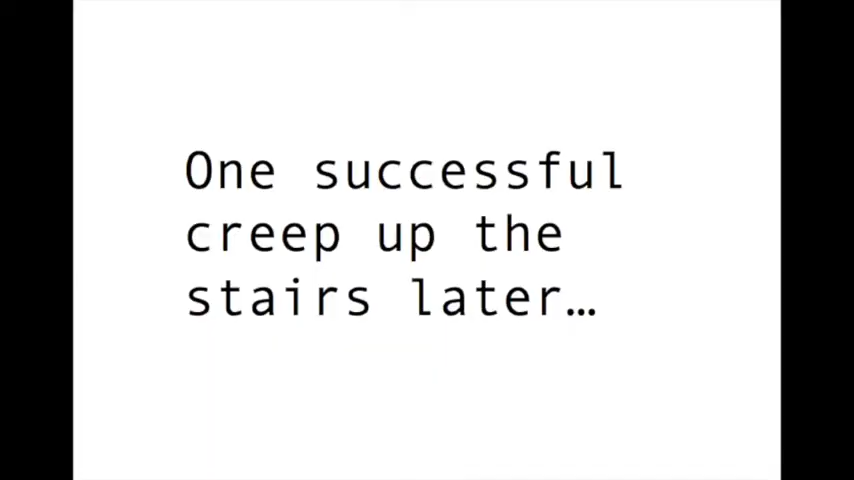 One successful
creep up the
stairs later…